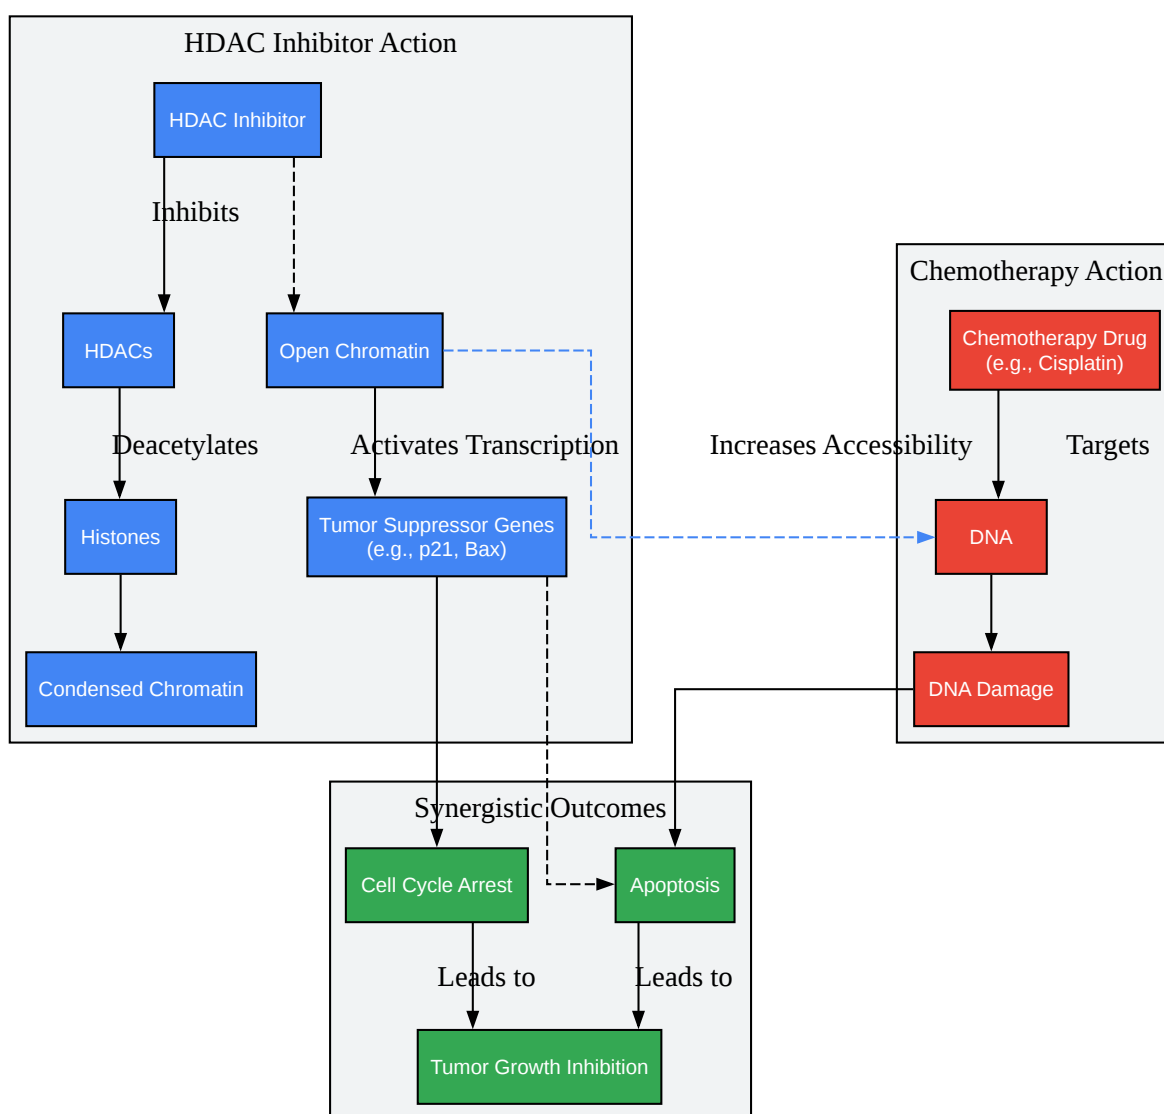 HDAC Inhibitor Action
HDAC Inhibitor
Inhibits
HDACs
Open Chromatin
Deacetylates
Activates Transcription
Histones
Tumor Suppressor Genes
(e.g., p21, Bax)
Condensed Chromatin
Increases Accessibility
Chemotherapy Action
Chemotherapy Drug
(e.g., Cisplatin)
Targets
DNA
DNA Damage
Synergistic Outcomes
Cell Cycle Arrest
Apoptosis
Leads to
Leads to
Tumor Growth Inhibition